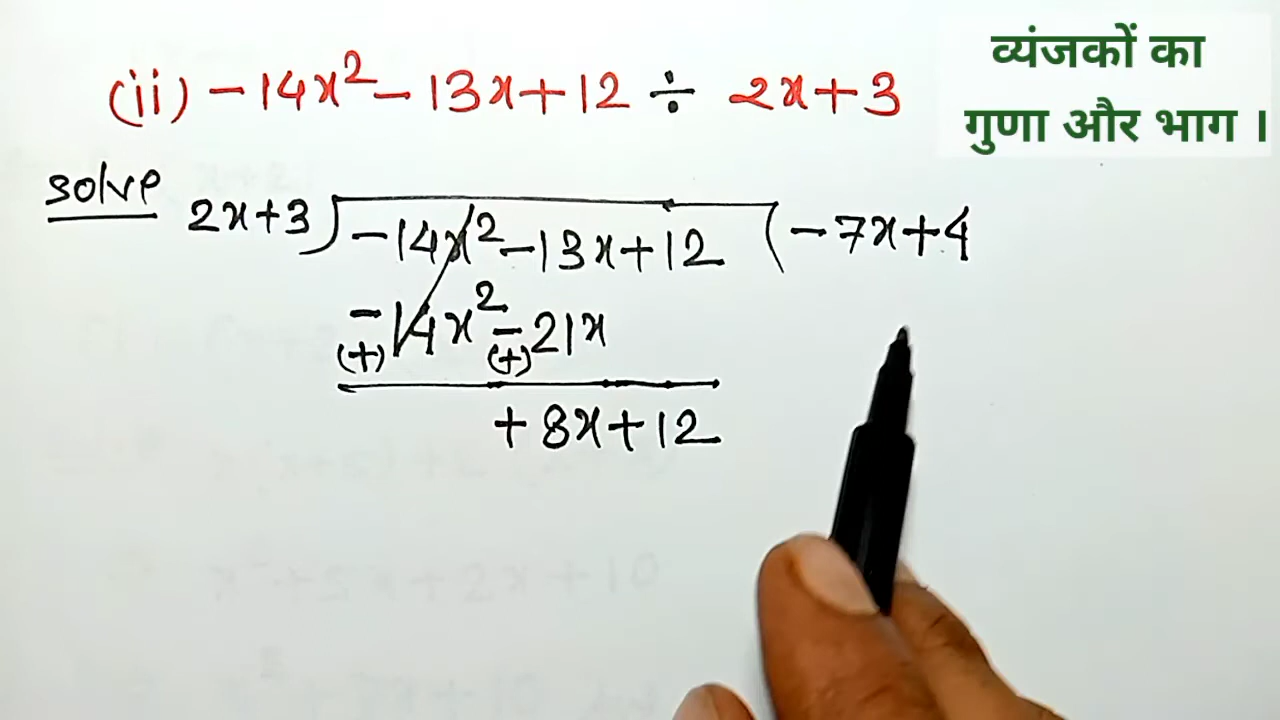 व्यंजकों का
गुणा और भाग ।
(ii) -14x² - 13x + 12 ÷ 2x + 3
Solve
2x+3) -14x² - 13x + 12 ( -7x + 4
-14x² - 21x
(+) (+)
+ 8x + 12